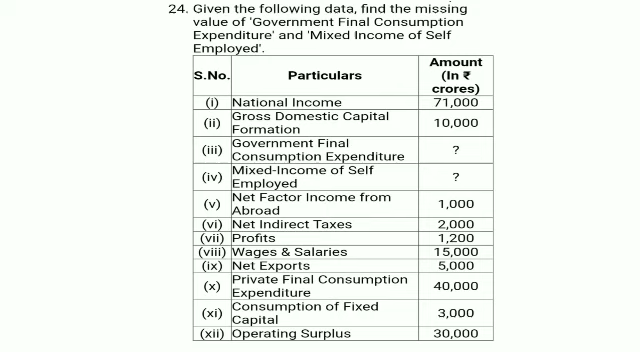 24. Given the following data, find the missing
value of 'Government Final Consumption
Expenditure' and 'Mixed Income of Self
Employed'.
S.No. Particulars Amount (In ₹ crores)
(i) National Income 71,000
(ii) Gross Domestic Capital Formation 10,000
(iii) Government Final Consumption Expenditure ?
(iv) Mixed-Income of Self Employed ?
(v) Net Factor Income from Abroad 1,000
(vi) Net Indirect Taxes 2,000
(vii) Profits 1,200
(viii) Wages & Salaries 15,000
(ix) Net Exports 5,000
(x) Private Final Consumption Expenditure 40,000
(xi) Consumption of Fixed Capital 3,000
(xii) Operating Surplus 30,000